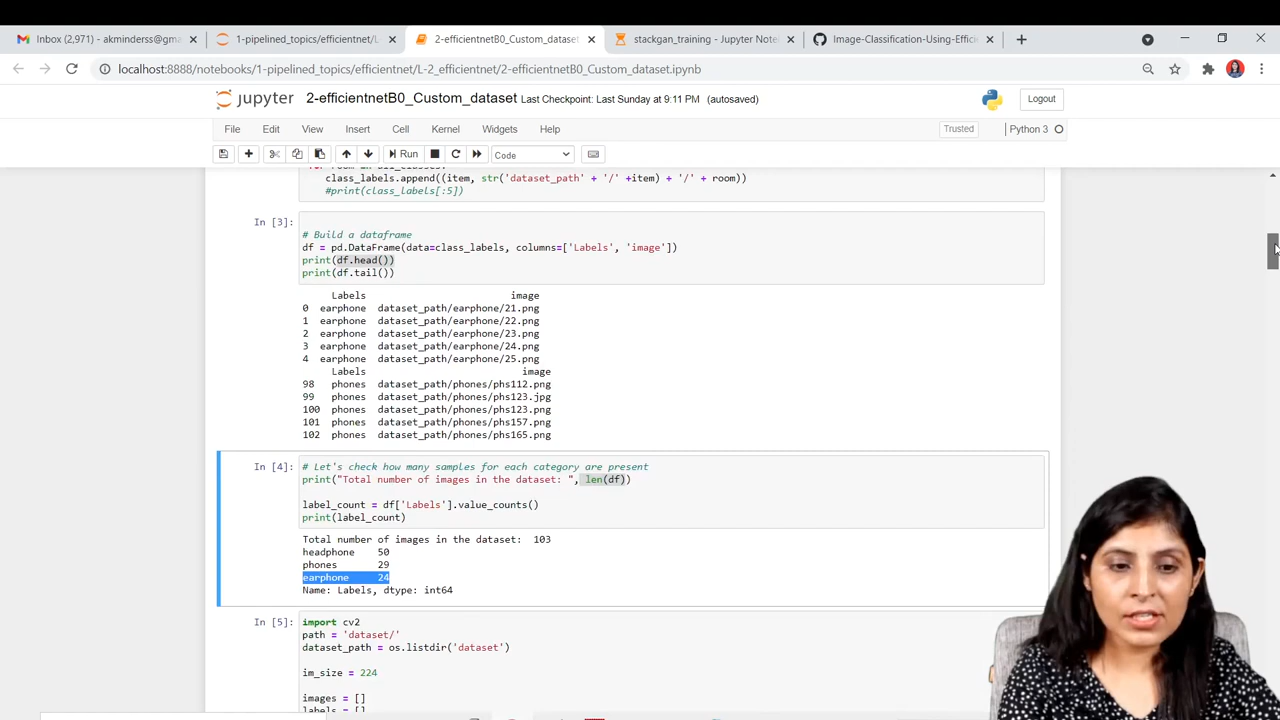 Inbox (2,971) - akminderss@gm
1-pipelined_topics/efficientnet/L-
2-efficientnetB0_Custom_dataset
stackgan_training - Jupyter Note
Image-Classification-Using-Effici
localhost:8888/notebooks/1-pipelined_topics/efficientnet/L-2_efficientnet/2-efficientnetB0_Custom_dataset.ipynb
jupyter 2-efficientnetB0_Custom_dataset Last Checkpoint: Last Sunday at 9:11 PM (autosaved)
Logout
File Edit View Insert Cell Kernel Widgets Help
Trusted Python 3
Run Code
class_labels.append((item, str('dataset_path' + '/' +item) + '/' + room))
#print(class_labels[:5])
In [3]:
# Build a dataframe
df = pd.DataFrame(data=class_labels, columns=['Labels', 'image'])
print(df.head())
print(df.tail())
Labels image
0 earphone dataset_path/earphone/21.png
1 earphone dataset_path/earphone/22.png
2 earphone dataset_path/earphone/23.png
3 earphone dataset_path/earphone/24.png
4 earphone dataset_path/earphone/25.png
Labels image
98 phones dataset_path/phones/phs112.png
99 phones dataset_path/phones/phs123.jpg
100 phones dataset_path/phones/phs123.png
101 phones dataset_path/phones/phs157.png
102 phones dataset_path/phones/phs165.png
In [4]: # Let's check how many samples for each category are present
print("Total number of images in the dataset: ", len(df))
label_count = df['Labels'].value_counts()
print(label_count)
Total number of images in the dataset: 103
headphone 50
phones 29
earphone 24
Name: Labels, dtype: int64
In [5]: import cv2
path = 'dataset/'
dataset_path = os.listdir('dataset')
im_size = 224
images = []
labels = []